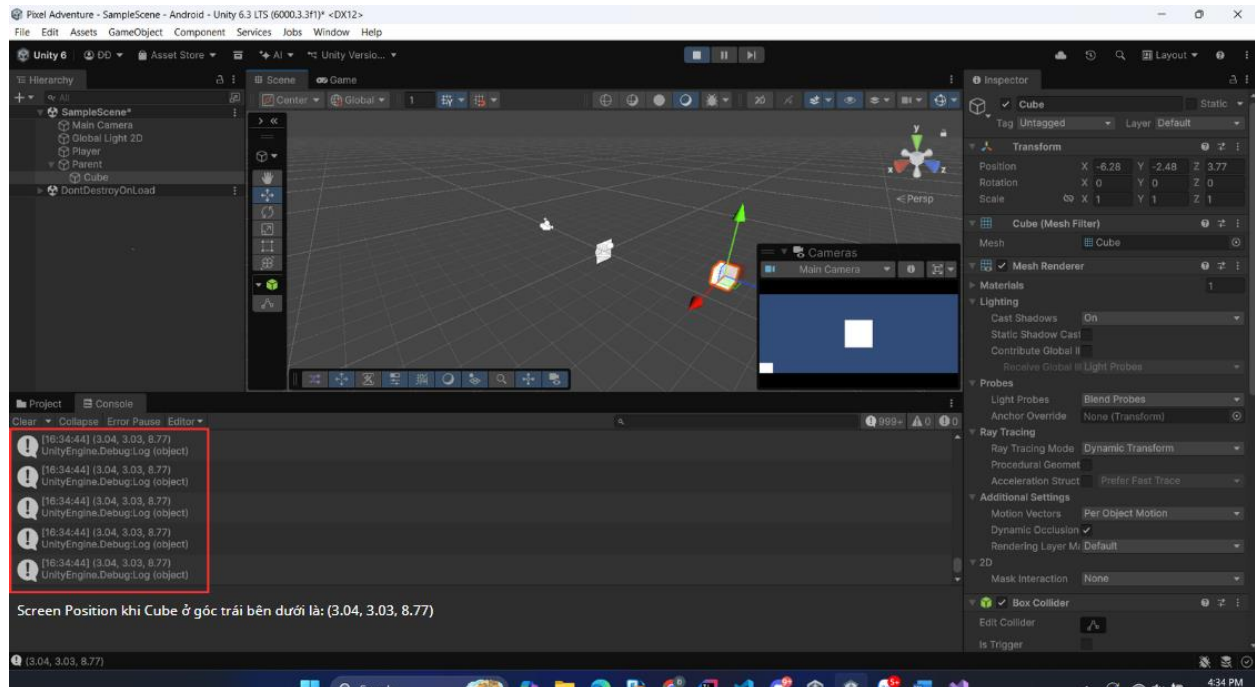 Pixel Adventure - SampleScene - Android - Unity 6.3 LTS (6000.3.3f1)* <DX12>
File Edit Assets GameObject Component Services Jobs Window Help
Unity 6 ĐD Asset Store AI Unity Versio... Layout
Hierarchy Scene Game Inspector
All Center Global 1 2D Cube Static
SampleScene* Tag Untagged Layer Default
Main Camera
Global Light 2D
Player
Parent
Cube
DontDestroyOnLoad
y
x z
Persp
Cameras
Main Camera
Transform
Position X -6.28 Y -2.48 Z 3.77
Rotation X 0 Y 0 Z 0
Scale X 1 Y 1 Z 1
Cube (Mesh Filter)
Mesh Cube
Mesh Renderer
Materials 1
Lighting
Cast Shadows On
Static Shadow Cast
Contribute Global Il
Receive Global Ill Light Probes
Probes
Light Probes Blend Probes
Anchor Override None (Transform)
Ray Tracing
Ray Tracing Mode Dynamic Transform
Procedural Geomet
Acceleration Struct Prefer Fast Trace
Additional Settings
Motion Vectors Per Object Motion
Dynamic Occlusion
Rendering Layer Ma Default
2D
Mask Interaction None
Box Collider
Edit Collider
Is Trigger
Project Console
Clear Collapse Error Pause Editor 999+ 0 0
[16:34:44] (3.04, 3.03, 8.77)
UnityEngine.Debug:Log (object)
[16:34:44] (3.04, 3.03, 8.77)
UnityEngine.Debug:Log (object)
[16:34:44] (3.04, 3.03, 8.77)
UnityEngine.Debug:Log (object)
[16:34:44] (3.04, 3.03, 8.77)
UnityEngine.Debug:Log (object)
[16:34:44] (3.04, 3.03, 8.77)
UnityEngine.Debug:Log (object)
Screen Position khi Cube ở góc trái bên dưới là: (3.04, 3.03, 8.77)
(3.04, 3.03, 8.77)
4:34 PM